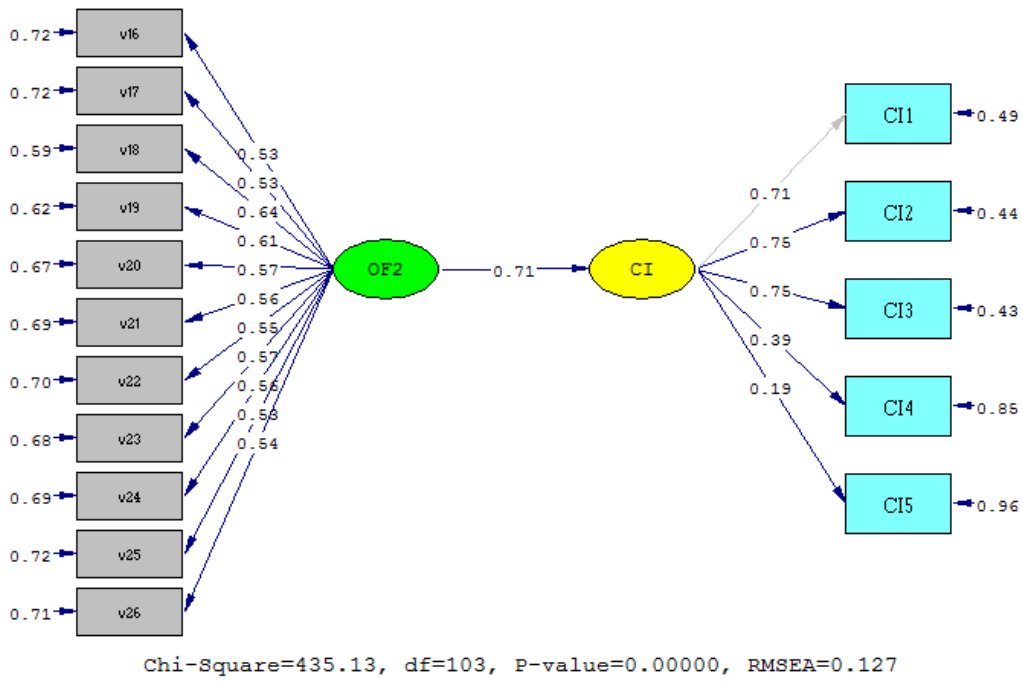 0.72 v16
0.72 v17
0.59 v18
0.62 v19
0.67 v20
0.69 v21
0.70 v22
0.68 v23
0.69 v24
0.72 v25
0.71 v26
0.53
0.53
0.64
0.61
0.57
0.56
0.55
0.57
0.56
0.53
0.54
OF2
0.71
CI
0.71
0.75
0.75
0.39
0.19
CI1 0.49
CI2 0.44
CI3 0.43
CI4 0.85
CI5 0.96
Chi-Square=435.13, df=103, P-value=0.00000, RMSEA=0.127